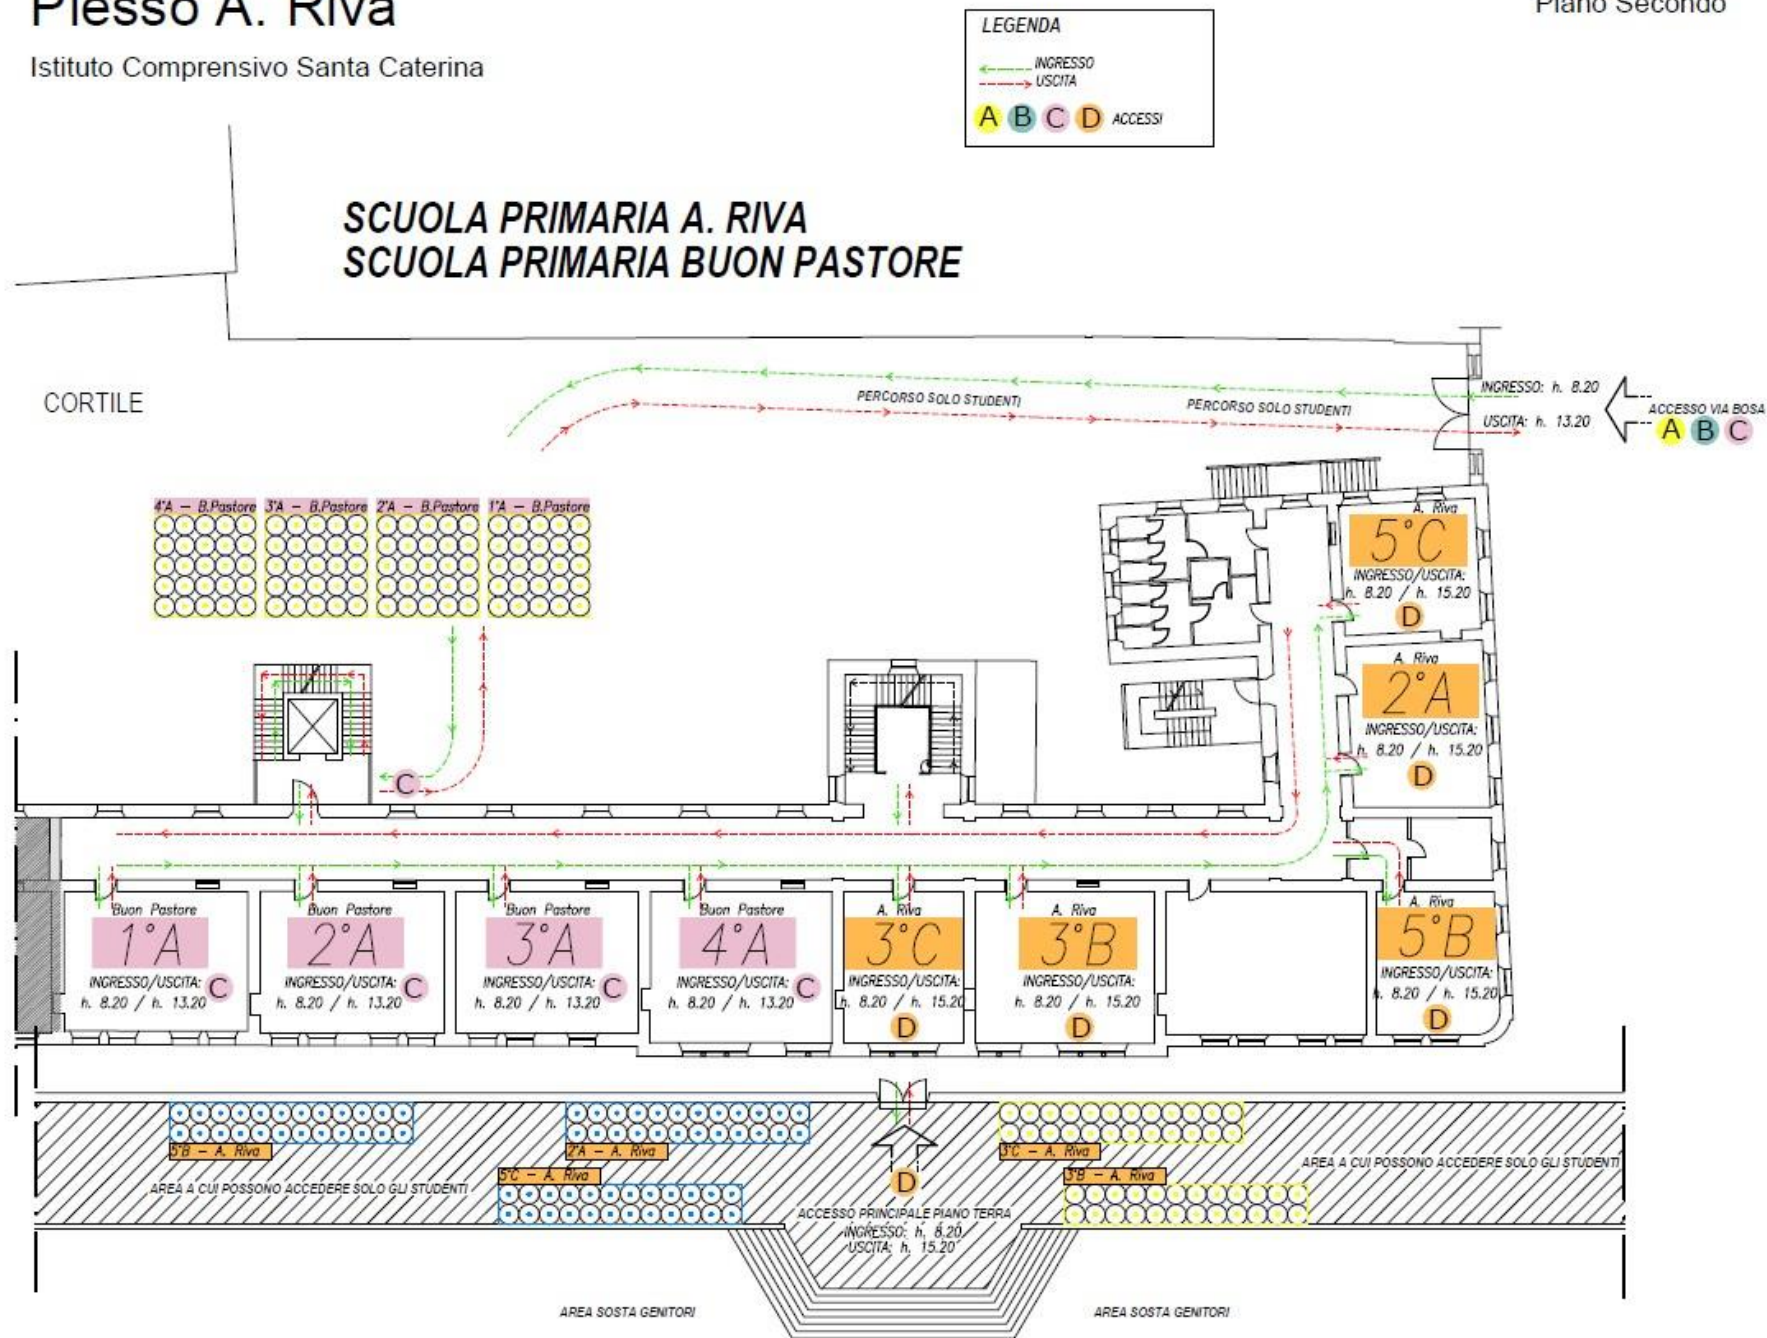 Plesso A. Riva
Piano Secondo
Istituto Comprensivo Santa Caterina
LEGENDA
INGRESSO
USCITA
A B C D ACCESSI
SCUOLA PRIMARIA A. RIVA
SCUOLA PRIMARIA BUON PASTORE
CORTILE
PERCORSO SOLO STUDENTI
PERCORSO SOLO STUDENTI
INGRESSO: h. 8.20
USCITA: h. 13.20
ACCESSO VIA BOSA
A B C
4°A – B.Pastore
3°A – B.Pastore
2°A – B.Pastore
1°A – B.Pastore
A. Riva
5°C
INGRESSO/USCITA:
h. 8.20 / h. 15.20
D
A. Riva
2°A
INGRESSO/USCITA:
h. 8.20 / h. 15.20
D
C
Buon Pastore
1°A
INGRESSO/USCITA:
h. 8.20 / h. 13.20
C
Buon Pastore
2°A
INGRESSO/USCITA:
h. 8.20 / h. 13.20
C
Buon Pastore
3°A
INGRESSO/USCITA:
h. 8.20 / h. 13.20
C
Buon Pastore
4°A
INGRESSO/USCITA:
h. 8.20 / h. 13.20
C
A. Riva
3°C
INGRESSO/USCITA:
h. 8.20 / h. 15.20
D
A. Riva
3°B
INGRESSO/USCITA:
h. 8.20 / h. 15.20
D
A. Riva
5°B
INGRESSO/USCITA:
h. 8.20 / h. 15.20
D
5°B – A. Riva
2°A – A. Riva
3°C – A. Riva
5°C – A. Riva
3°B – A. Riva
AREA A CUI POSSONO ACCEDERE SOLO GLI STUDENTI
AREA A CUI POSSONO ACCEDERE SOLO GLI STUDENTI
D
ACCESSO PRINCIPALE PIANO TERRA
INGRESSO: h. 8.20
USCITA: h. 15.20
AREA SOSTA GENITORI
AREA SOSTA GENITORI